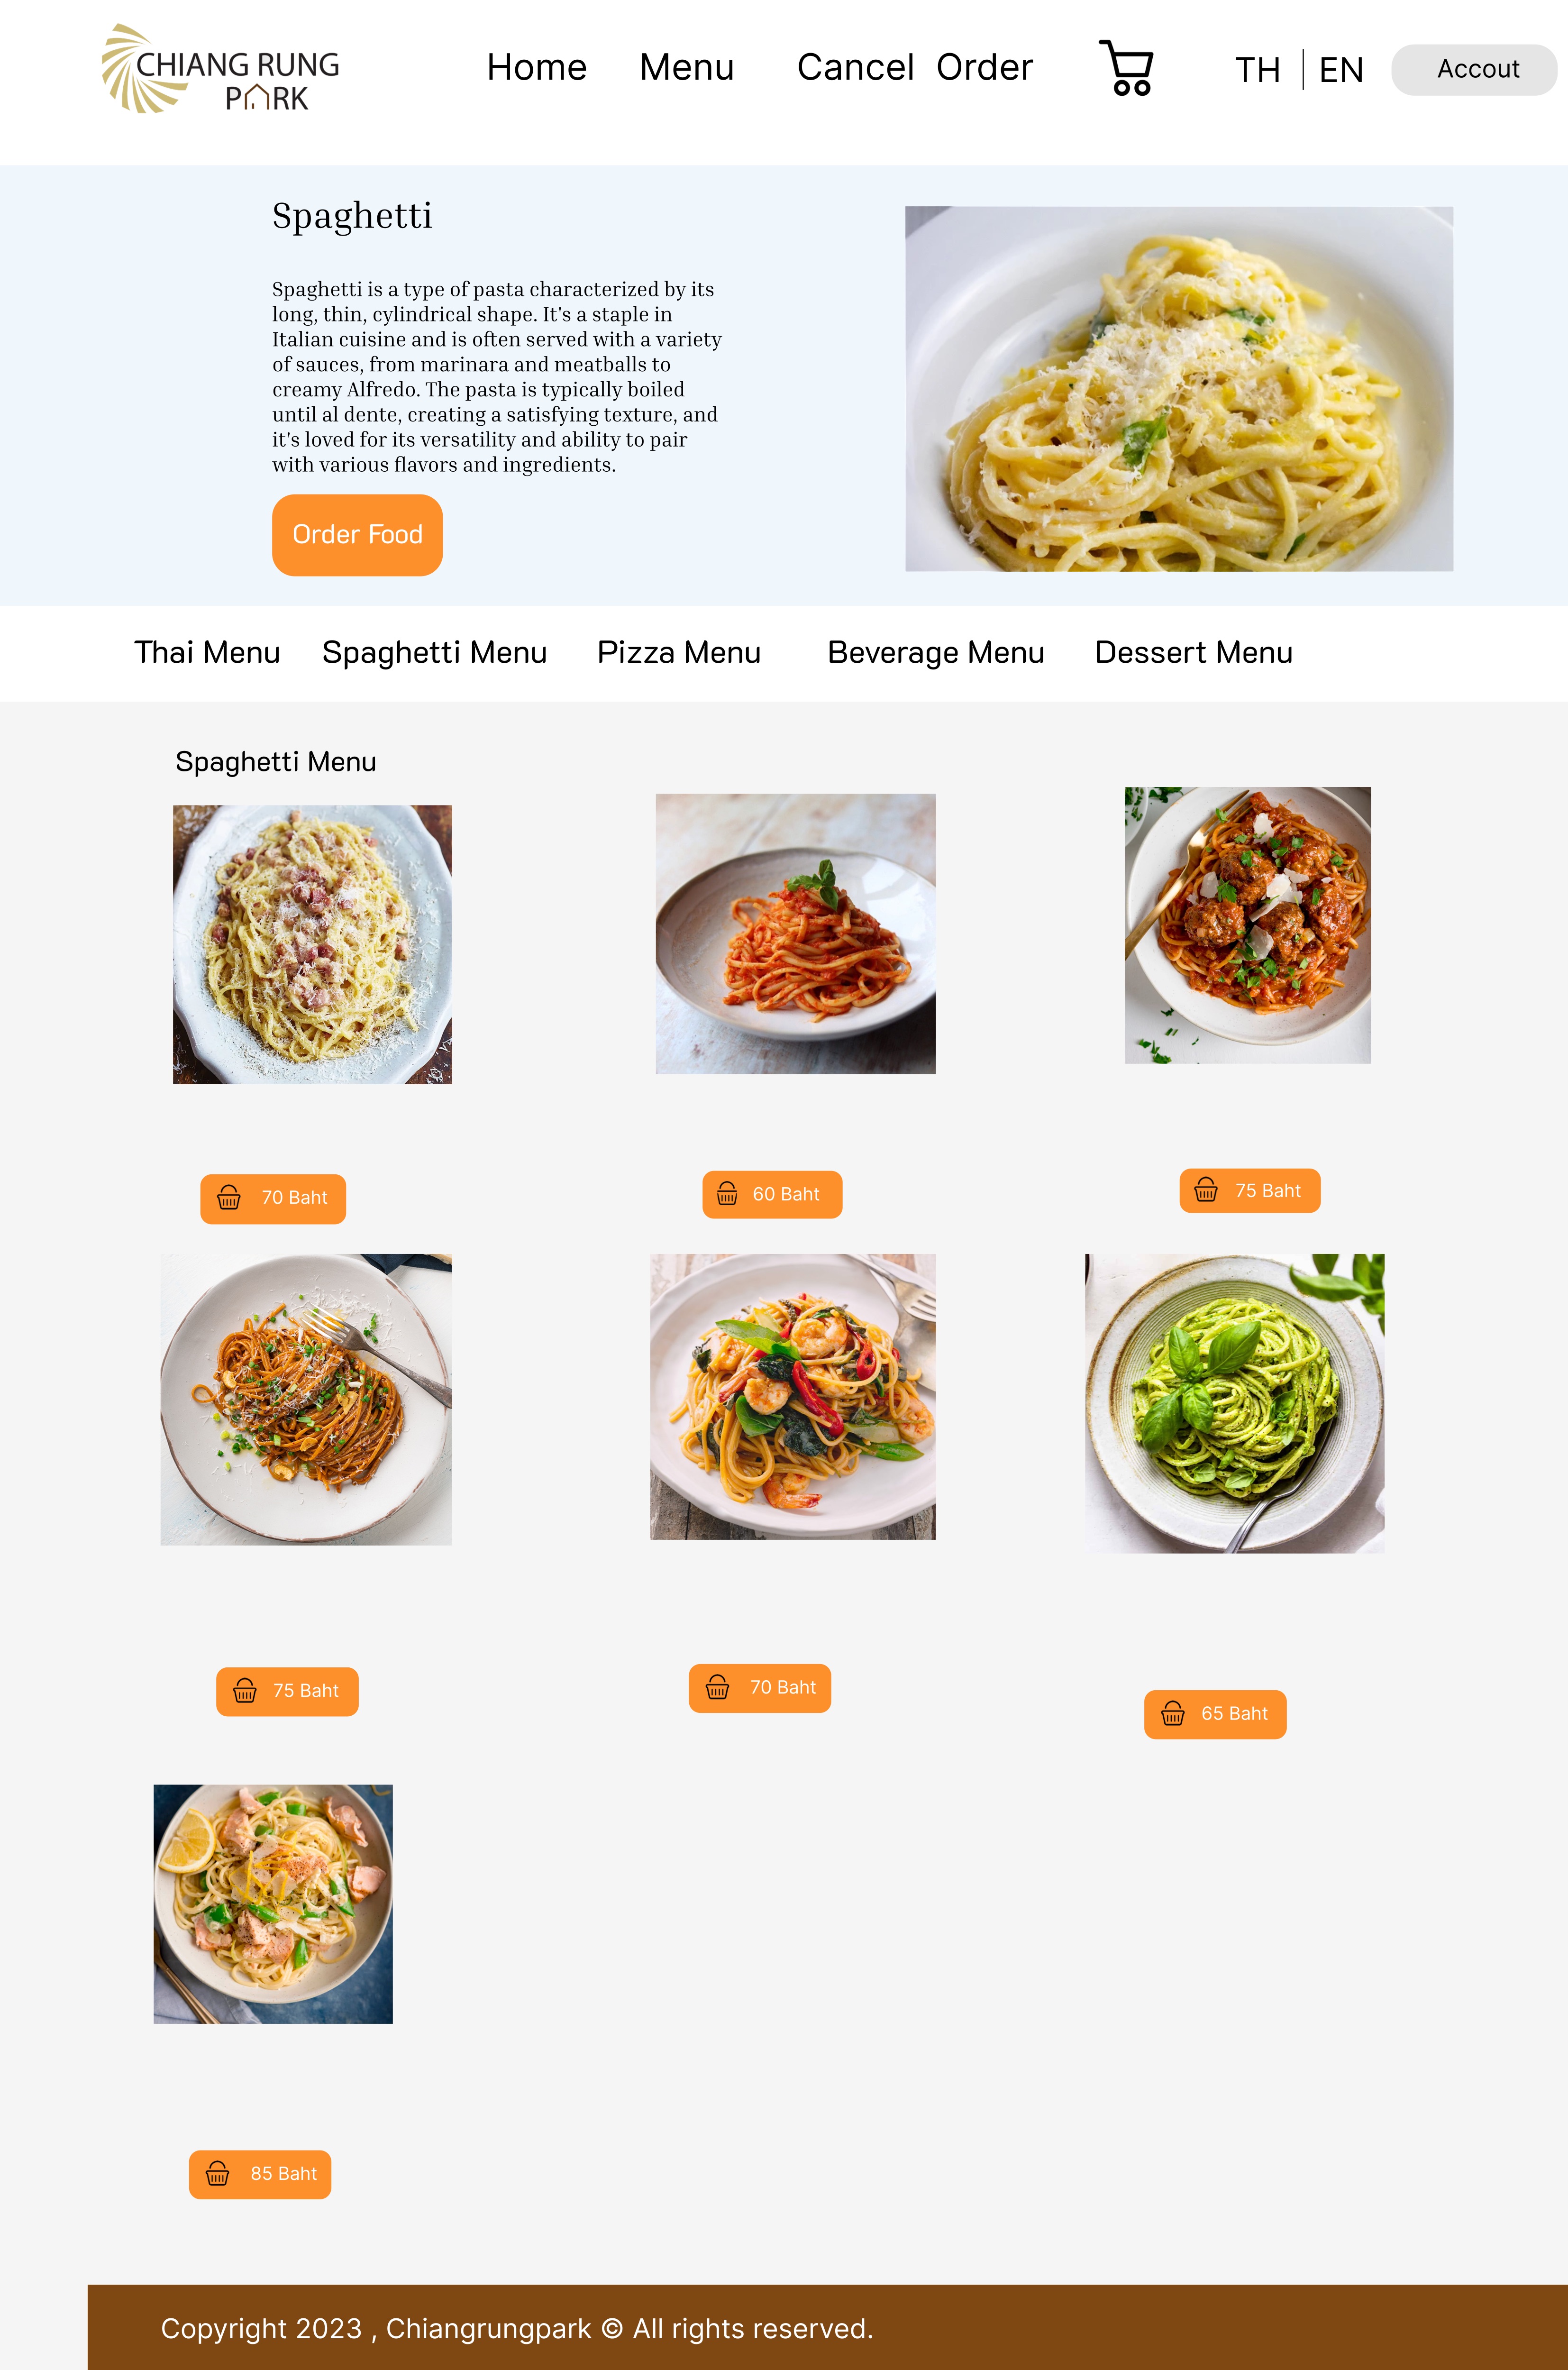 CHIANG RUNG
PARK
Home
Menu
Cancel Order
TH
EN
Accout
Spaghetti
Spaghetti is a type of pasta characterized by its
long, thin, cylindrical shape. It's a staple in
Italian cuisine and is often served with a variety
of sauces, from marinara and meatballs to
creamy Alfredo. The pasta is typically boiled
until al dente, creating a satisfying texture, and
it's loved for its versatility and ability to pair
with various flavors and ingredients.
Order Food
Thai Menu
Spaghetti Menu
Pizza Menu
Beverage Menu
Dessert Menu
Spaghetti Menu
70 Baht
60 Baht
75 Baht
75 Baht
70 Baht
65 Baht
85 Baht
Copyright 2023 , Chiangrungpark © All rights reserved.